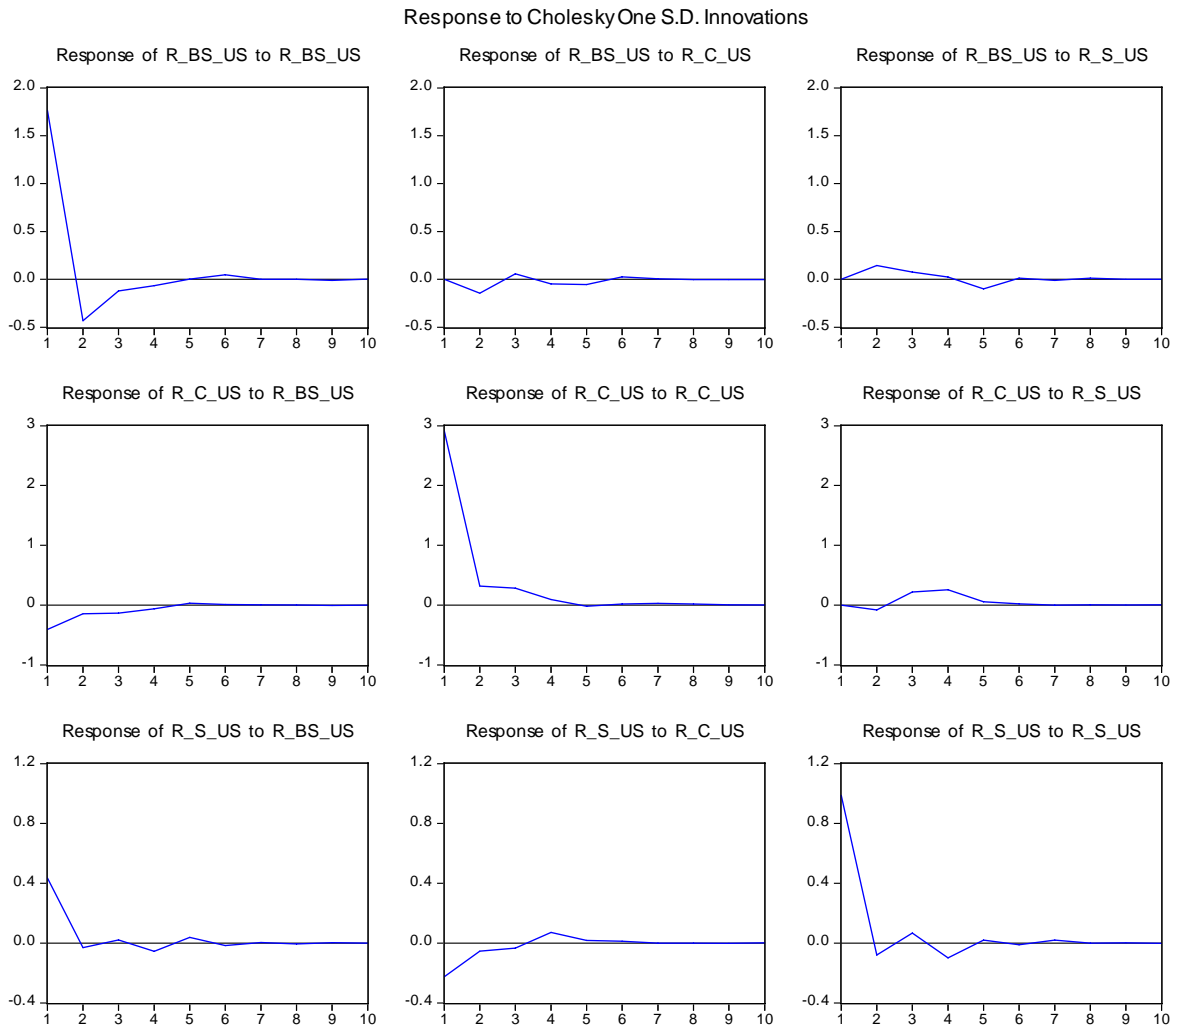 Response to Cholesky One S.D. Innovations
Response of R_BS_US to R_BS_US
Response of R_BS_US to R_C_US
Response of R_BS_US to R_S_US
2.0
1.5
1.0
0.5
0.0
-0.5
1 2 3 4 5 6 7 8 9 10
2.0
1.5
1.0
0.5
0.0
-0.5
1 2 3 4 5 6 7 8 9 10
2.0
1.5
1.0
0.5
0.0
-0.5
1 2 3 4 5 6 7 8 9 10
Response of R_C_US to R_BS_US
Response of R_C_US to R_C_US
Response of R_C_US to R_S_US
3
2
1
0
-1
1 2 3 4 5 6 7 8 9 10
3
2
1
0
-1
1 2 3 4 5 6 7 8 9 10
3
2
1
0
-1
1 2 3 4 5 6 7 8 9 10
Response of R_S_US to R_BS_US
Response of R_S_US to R_C_US
Response of R_S_US to R_S_US
1.2
0.8
0.4
0.0
-0.4
1 2 3 4 5 6 7 8 9 10
1.2
0.8
0.4
0.0
-0.4
1 2 3 4 5 6 7 8 9 10
1.2
0.8
0.4
0.0
-0.4
1 2 3 4 5 6 7 8 9 10